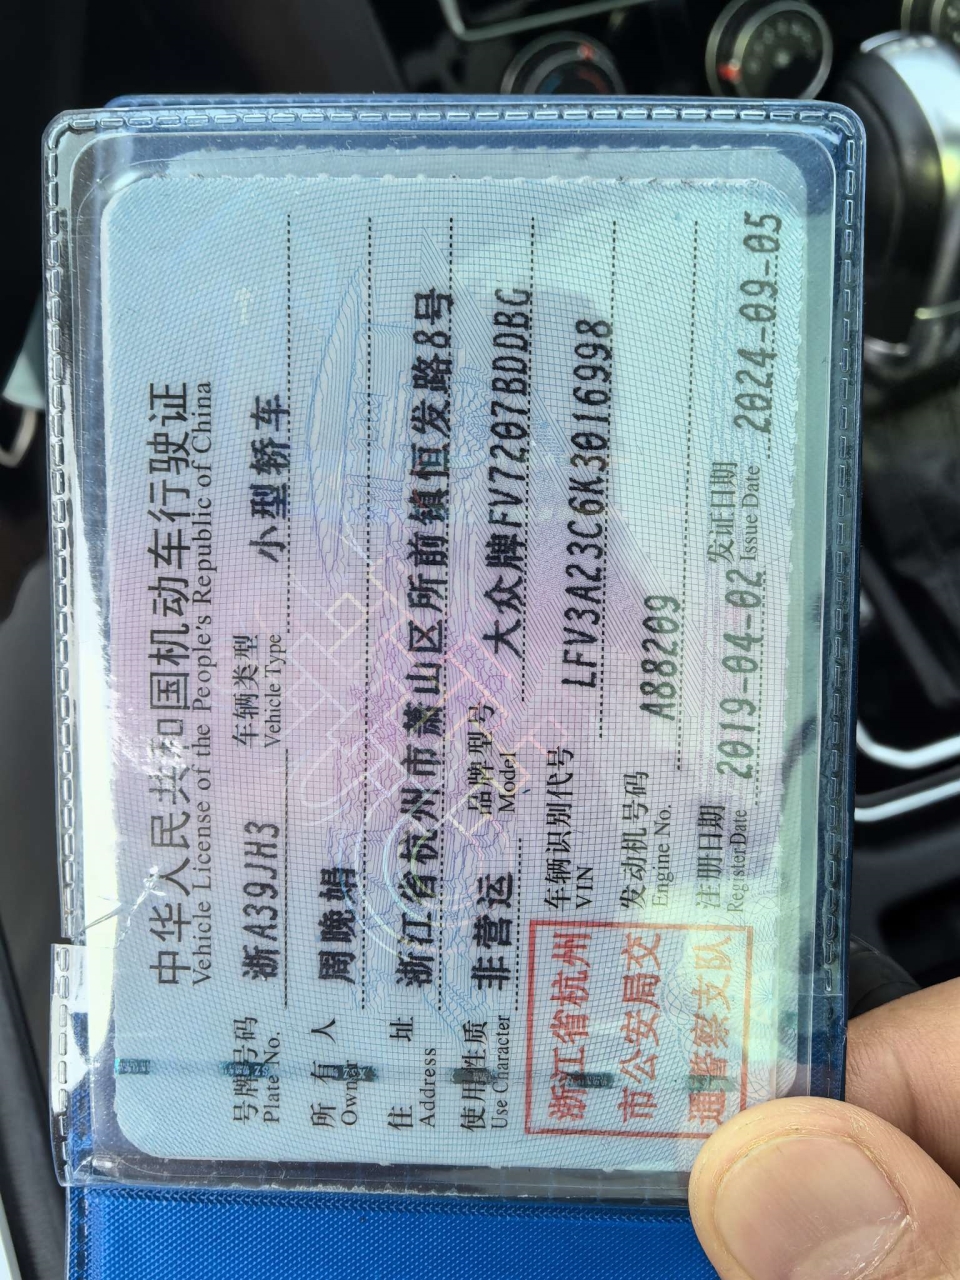 中华人民共和国机动车行驶证
Vehicle License of the People's Republic of China
号牌号码 浙A39JH3 车辆类型 小型轿车
Plate No. Vehicle Type
所有人 周晚娟
Owner
住址 浙江省杭州市萧山区所前镇恒发路8号
Address
使用性质 非营运 品牌型号 大众牌FV7207BDDBG
Use Character Model
车辆识别代号 LFV3A23C6K3016998
VIN
发动机号码 A88209
Engine No.
注册日期 2019-04-02 发证日期 2024-09-05
Register Date Issue Date
浙江省杭州
市公安局交
通警察支队